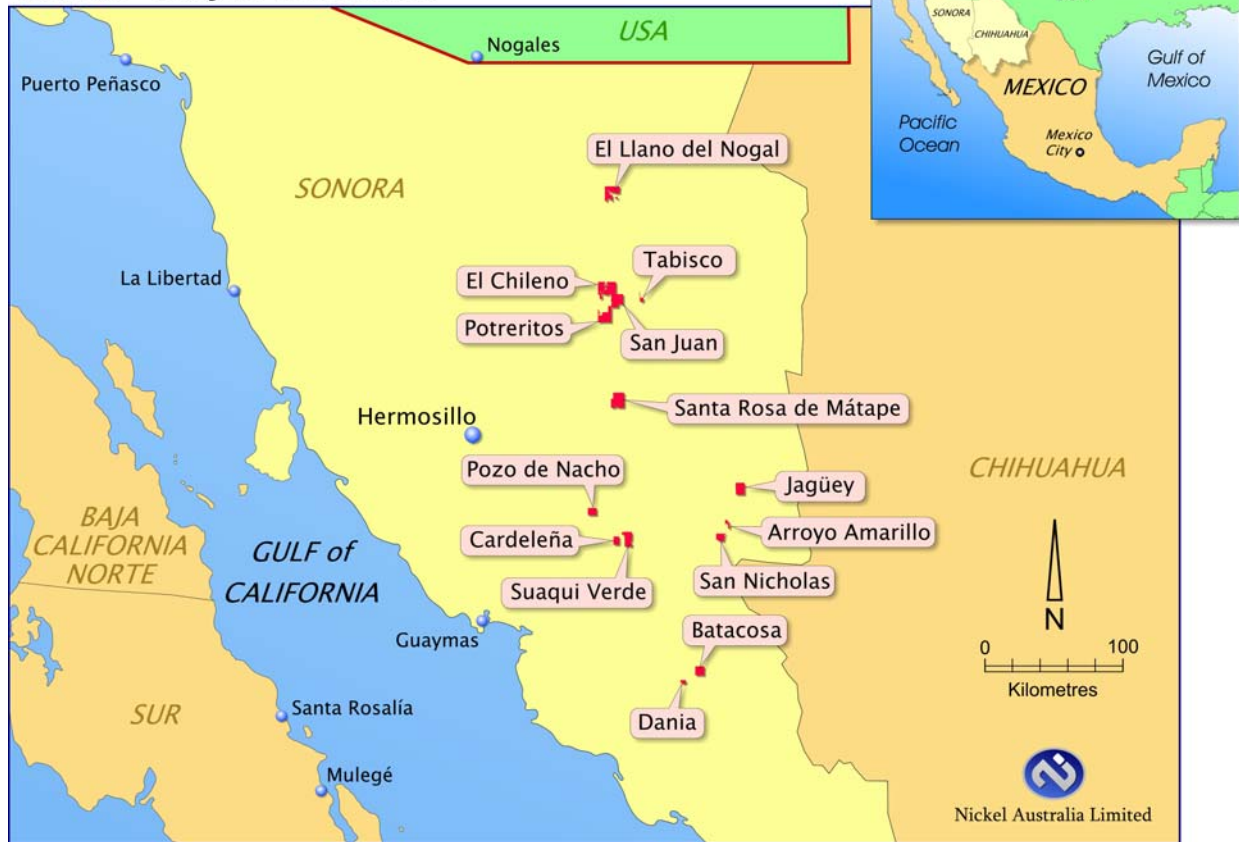 USA
Nogales
Puerto Peñasco
SONORA
CHIHUAHUA
Gulf of
Mexico
MEXICO
Pacific
Ocean
Mexico
City
El Llano del Nogal
SONORA
Tabisco
El Chileno
La Libertad
Potreritos
San Juan
Santa Rosa de Mátape
Hermosillo
Pozo de Nacho
CHIHUAHUA
Jagüey
Arroyo Amarillo
Cardeleña
BAJA
CALIFORNIA
NORTE
GULF of
CALIFORNIA
San Nicholas
Suaqui Verde
N
Batacosa
Guaymas
0 100
Kilometres
Dania
SUR
Santa Rosalía
Mulegé
Nickel Australia Limited